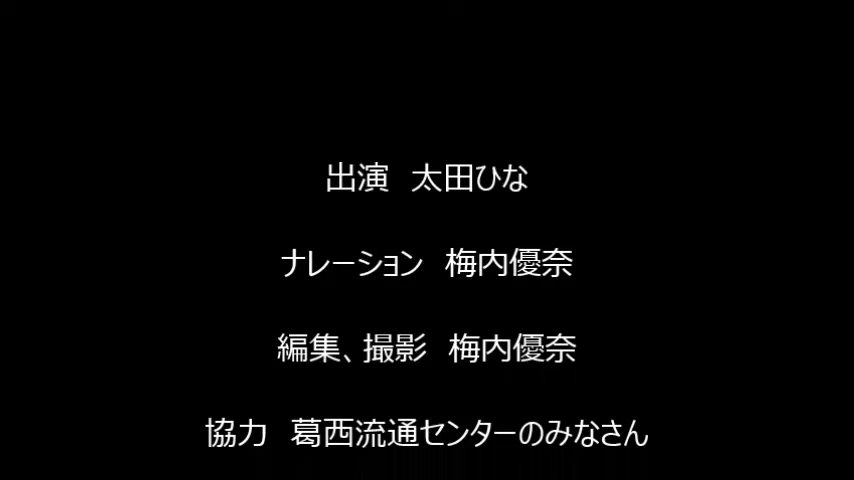 出演　太田ひな
ナレーション　梅内優奈
編集、撮影　梅内優奈
協力　葛西流通センターのみなさん